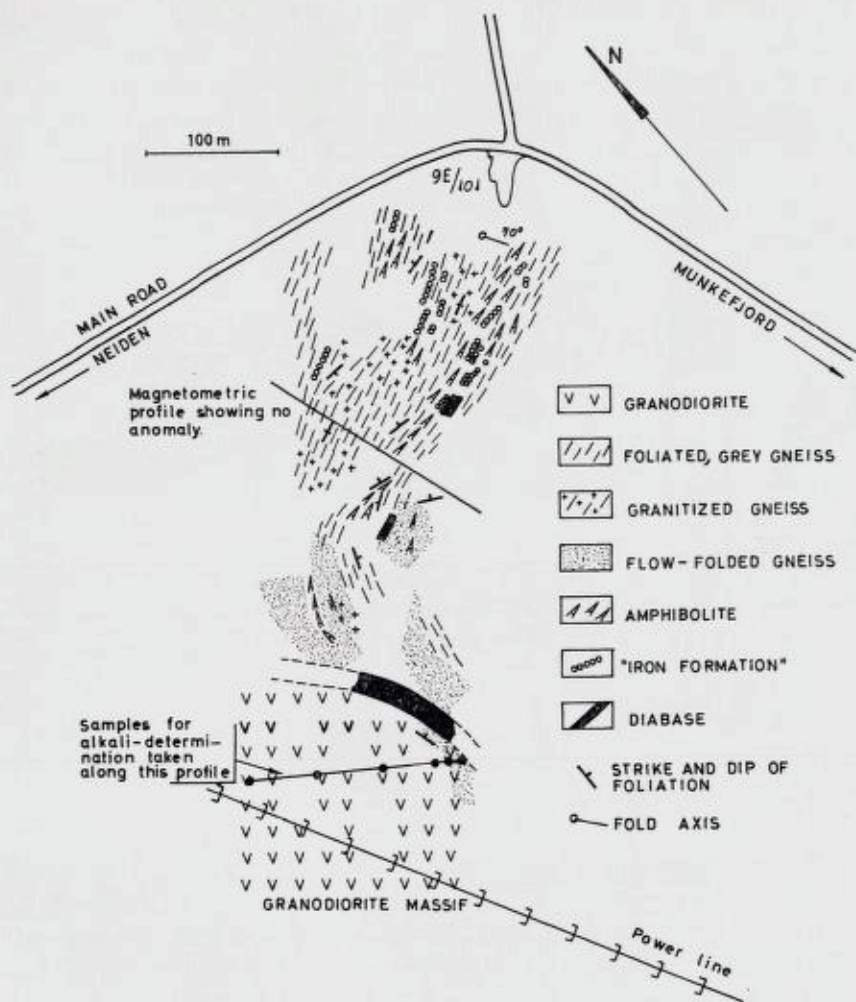 N
100 m
101/36
70°
MAIN ROAD
NEIDEN
MUNKEFJORD
Magnetometric
profile showing no
anomaly.
GRANODIORITE
FOLIATED, GREY GNEISS
GRANITIZED GNEISS
FLOW-FOLDED GNEISS
AMPHIBOLITE
"IRON FORMATION"
DIABASE
STRIKE AND DIP OF
FOLIATION
FOLD AXIS
Samples for
alkali-determi-
nation taken
along this profile
GRANODIORITE MASSIF
Power line